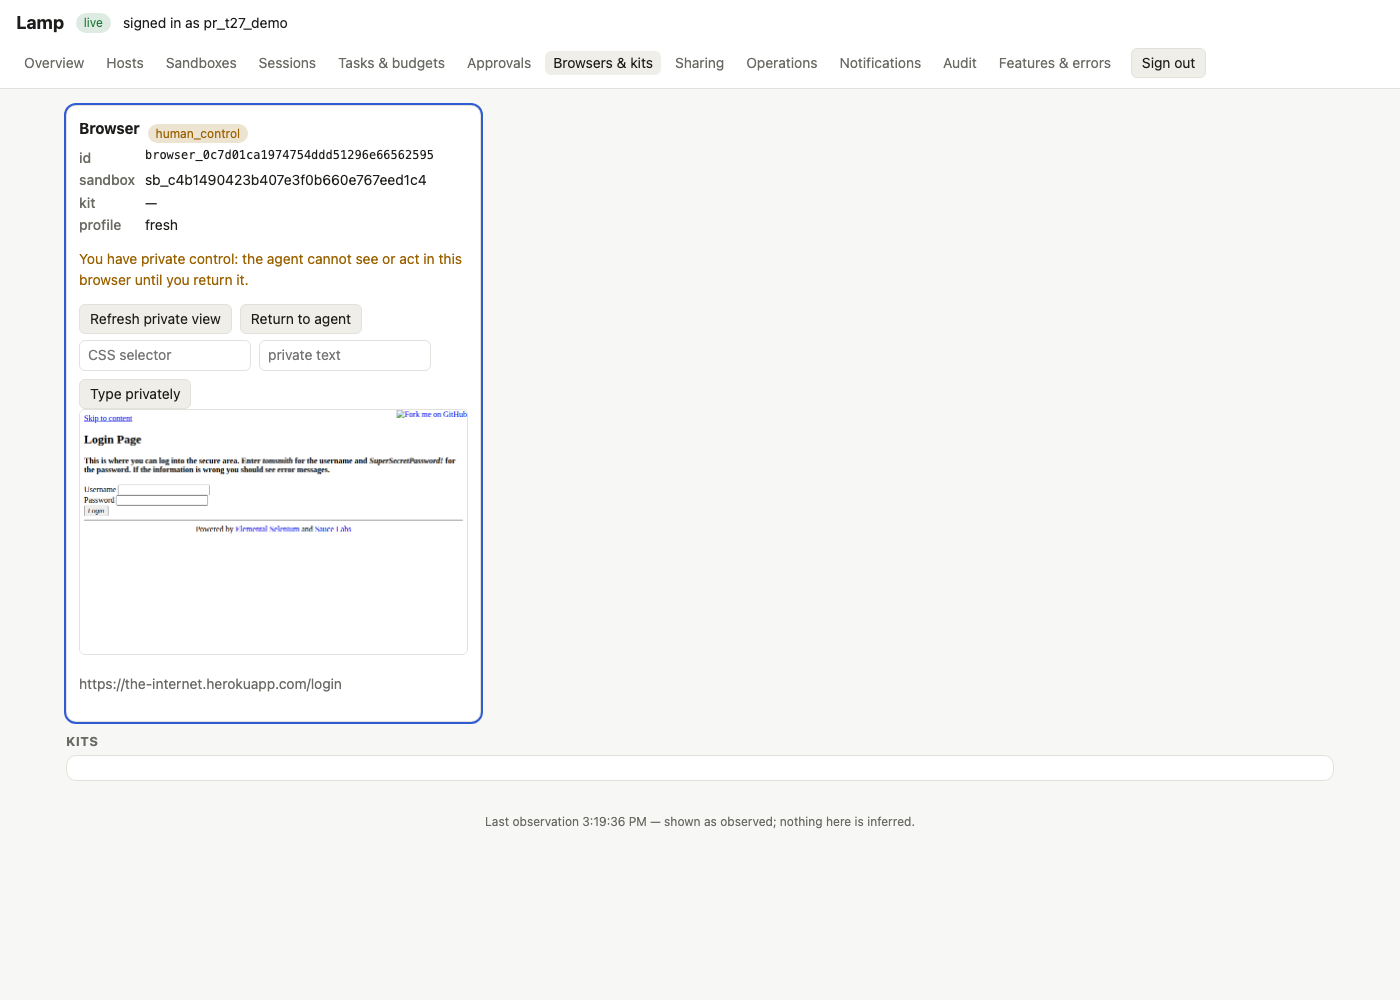 Lamp live signed in as pr_t27_demo
Overview Hosts Sandboxes Sessions Tasks & budgets Approvals Browsers & kits Sharing Operations Notifications Audit Features & errors Sign out
Browser human_control
id browser_0c7d01ca1974754ddd51296e66562595
sandbox sb_c4b1490423b407e3f0b660e767eed1c4
kit —
profile fresh
You have private control: the agent cannot see or act in this
browser until you return it.
Refresh private view Return to agent
CSS selector private text
Type privately
Skip to content Fork me on GitHub
Login Page
This is where you can log into the secure area. Enter tomsmith for the username and SuperSecretPassword! for
the password. If the information is wrong you should see error messages.
Username
Password
Login
Powered by Elemental Selenium and Sauce Labs
https://the-internet.herokuapp.com/login
KITS
Last observation 3:19:36 PM — shown as observed; nothing here is inferred.